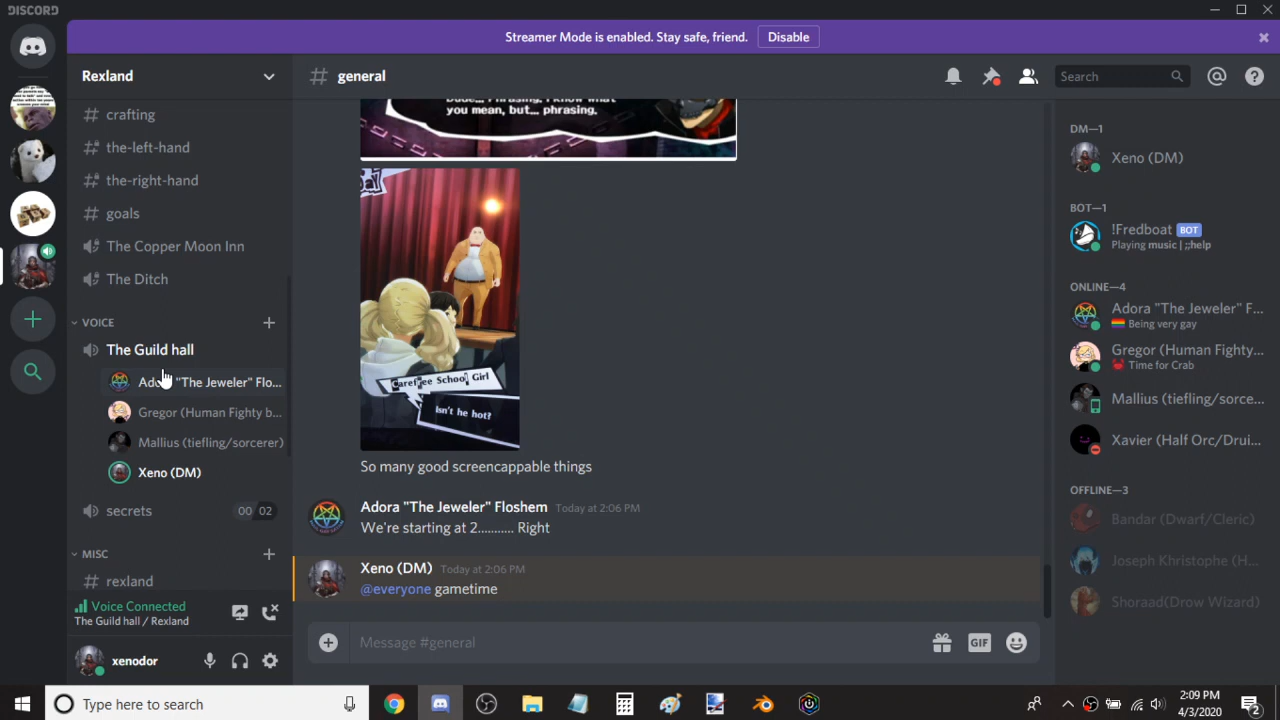 DISCORD
Streamer Mode is enabled. Stay safe, friend.
Disable
Rexland
general
Search
crafting
the-left-hand
the-right-hand
goals
The Copper Moon Inn
The Ditch
VOICE
The Guild hall
Adora "The Jeweler" Flo...
Gregor (Human Fighty b...
Mallius (tiefling/sorcerer)
Xeno (DM)
secrets
00 02
MISC
rexland
Voice Connected
The Guild hall / Rexland
xenodor
Dude... Phrasing. I know what
you mean, but... phrasing.
Carefree School Girl
Isn't he hot?
So many good screencappable things
Adora "The Jeweler" Floshem Today at 2:06 PM
We're starting at 2.......... Right
Xeno (DM) Today at 2:06 PM
@everyone gametime
Message #general
GIF
DM—1
Xeno (DM)
BOT—1
!Fredboat BOT
Playing music | ;;help
ONLINE—4
Adora "The Jeweler" F...
Being very gay
Gregor (Human Fighty...
Time for Crab
Mallius (tiefling/sorce...
Xavier (Half Orc/Drui...
OFFLINE—3
Bandar (Dwarf/Cleric)
Joseph Khristophe (H...
Shoraad(Drow Wizard)
Type here to search
2:09 PM
4/3/2020
2